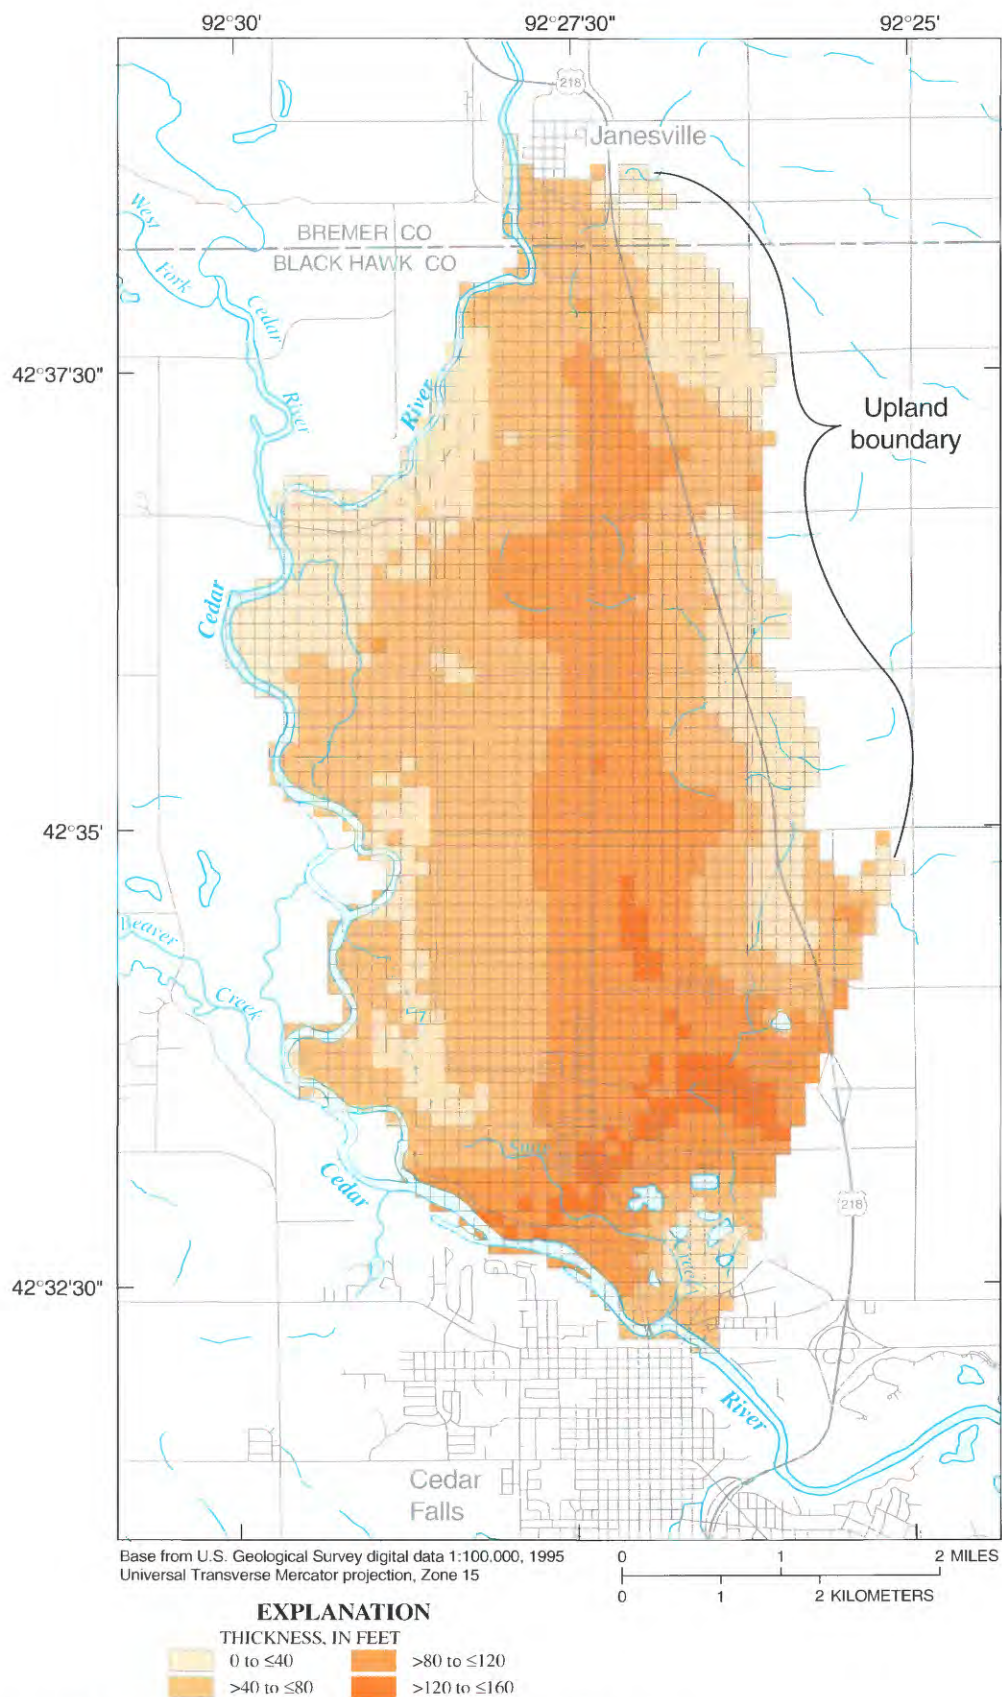 92°30'
92°27'30"
92°25'
218
Janesville
West
Fork
Cedar
River
BREMER CO
BLACK HAWK CO
42°37'30"
River
Upland
boundary
Cedar
42°35'
Beaver
Creek
Cedar
Creek
218
42°32'30"
River
Cedar
Falls
Base from U.S. Geological Survey digital data 1:100,000, 1995
Universal Transverse Mercator projection, Zone 15
0 1 2 MILES
0 1 2 KILOMETERS
EXPLANATION
THICKNESS, IN FEET
0 to ≤40
>80 to ≤120
>40 to ≤80
>120 to ≤160